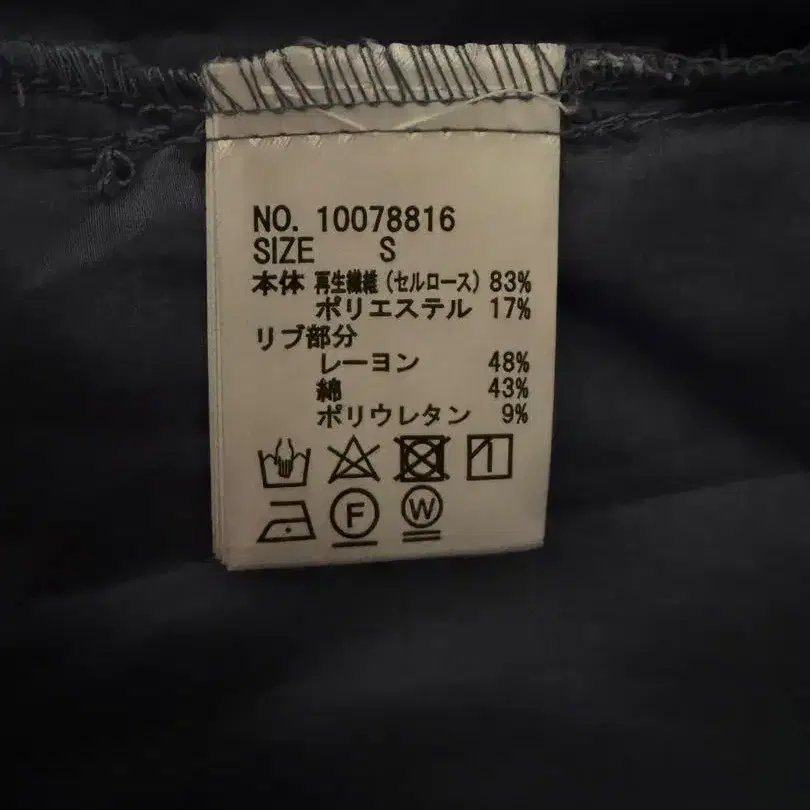 NO. 10078816
SIZE S
本体 再生繊維(セルロース) 83%
ポリエステル 17%
リブ部分
レーヨン 48%
綿 43%
ポリウレタン 9%
F W